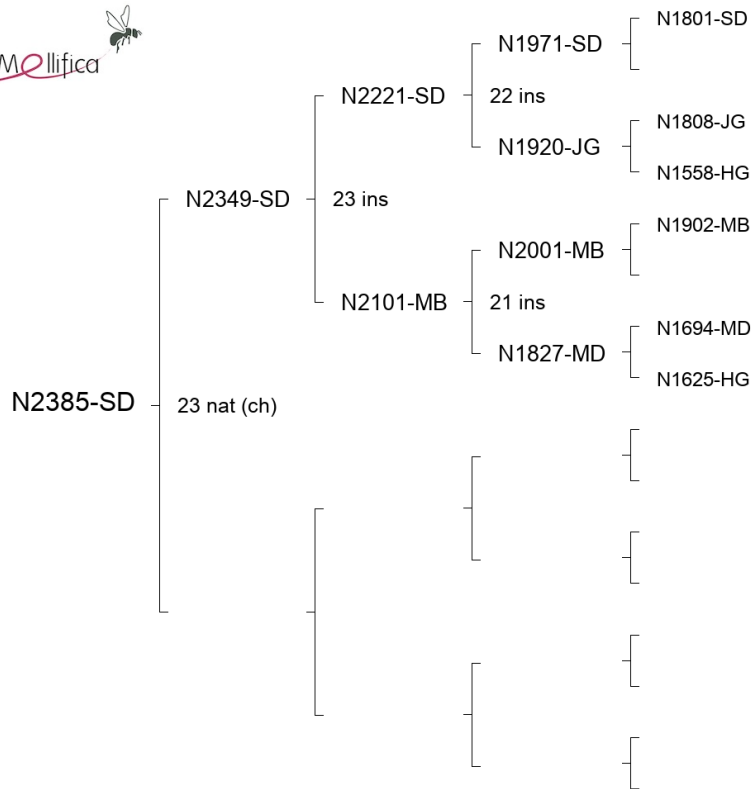 Mellifica
N1801-SD
N1971-SD
N2221-SD 22 ins
N1808-JG
N1920-JG
N1558-HG
N2349-SD 23 ins
N1902-MB
N2001-MB
N2101-MB 21 ins
N1694-MD
N1827-MD
N1625-HG
N2385-SD 23 nat (ch)